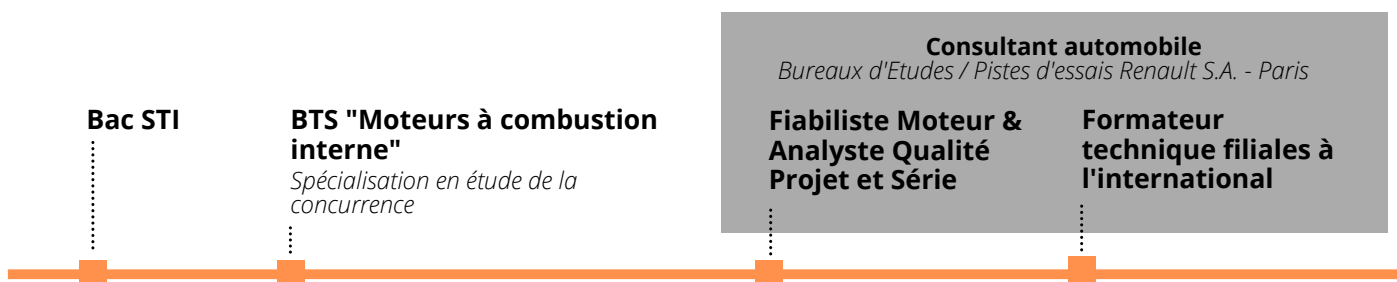 Consultant automobile
Bureaux d'Etudes / Pistes d'essais Renault S.A. - Paris
Bac STI
BTS "Moteurs à combustion
interne"
Spécialisation en étude de la
concurrence
Fiabiliste Moteur &
Analyste Qualité
Projet et Série
Formateur
technique filiales à
l'international